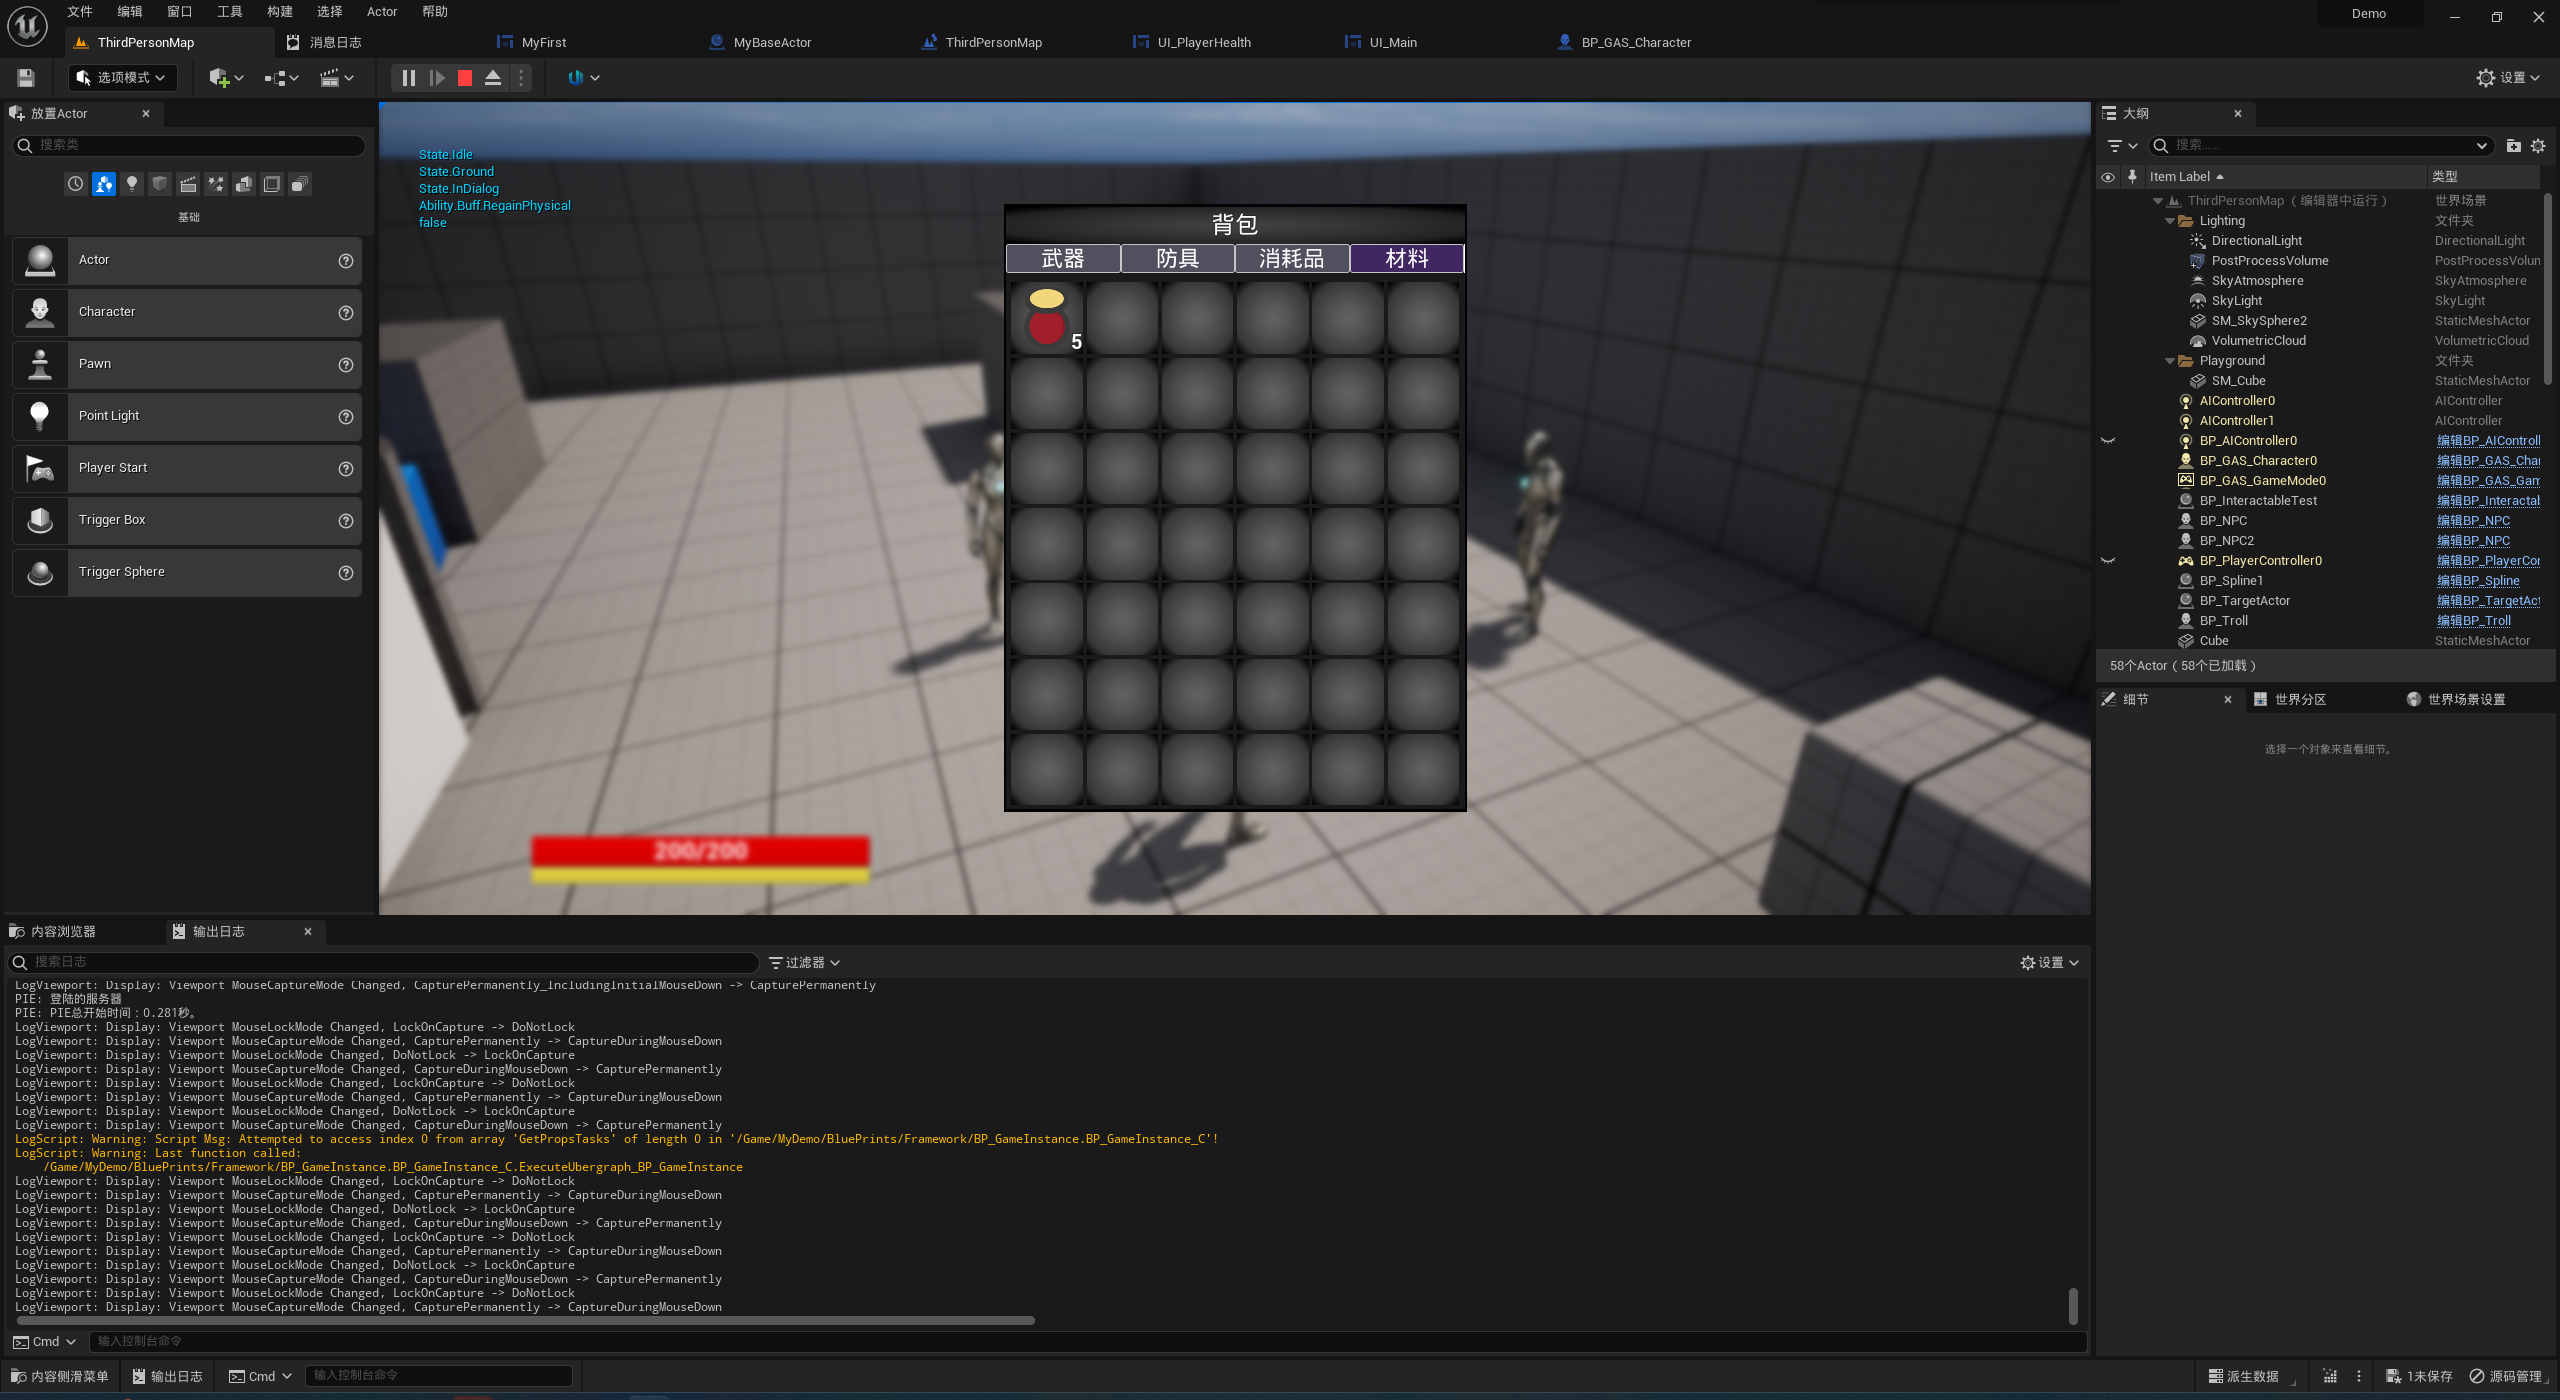 文件 编辑 窗口 工具 构建 选择 Actor 帮助
Demo
ThirdPersonMap 消息日志 MyFirst MyBaseActor ThirdPersonMap UI_PlayerHealth UI_Main BP_GAS_Character
选项模式
设置
放置Actor
搜索类
基础
Actor
Character
Pawn
Point Light
Player Start
Trigger Box
Trigger Sphere
State.Idle
State.Ground
State.InDialog
Ability.Buff.RegainPhysical
false
背包
武器 防具 消耗品 材料
5
200/200
大纲
搜索......
Item Label 类型
ThirdPersonMap（编辑器中运行） 世界场景
Lighting 文件夹
DirectionalLight DirectionalLight
PostProcessVolume PostProcessVolum
SkyAtmosphere SkyAtmosphere
SkyLight SkyLight
SM_SkySphere2 StaticMeshActor
VolumetricCloud VolumetricCloud
Playground 文件夹
SM_Cube StaticMeshActor
AIController0 AIController
AIController1 AIController
BP_AIController0 编辑BP_AIControll
BP_GAS_Character0 编辑BP_GAS_Char
BP_GAS_GameMode0 编辑BP_GAS_Gam
BP_InteractableTest 编辑BP_Interactab
BP_NPC 编辑BP_NPC
BP_NPC2 编辑BP_NPC
BP_PlayerController0 编辑BP_PlayerCor
BP_Spline1 编辑BP_Spline
BP_TargetActor 编辑BP_TargetAct
BP_Troll 编辑BP_Troll
Cube StaticMeshActor
58个Actor（58个已加载）
细节 世界分区 世界场景设置
选择一个对象来查看细节。
内容浏览器 输出日志
搜索日志 过滤器 设置
LogViewport: Display: Viewport MouseCaptureMode Changed, CapturePermanently_IncludingInitialMouseDown -> CapturePermanently
PIE: 登陆的服务器
PIE: PIE总开始时间：0.281秒。
LogViewport: Display: Viewport MouseLockMode Changed, LockOnCapture -> DoNotLock
LogViewport: Display: Viewport MouseCaptureMode Changed, CapturePermanently -> CaptureDuringMouseDown
LogViewport: Display: Viewport MouseLockMode Changed, DoNotLock -> LockOnCapture
LogViewport: Display: Viewport MouseCaptureMode Changed, CaptureDuringMouseDown -> CapturePermanently
LogViewport: Display: Viewport MouseLockMode Changed, LockOnCapture -> DoNotLock
LogViewport: Display: Viewport MouseCaptureMode Changed, CapturePermanently -> CaptureDuringMouseDown
LogViewport: Display: Viewport MouseLockMode Changed, DoNotLock -> LockOnCapture
LogViewport: Display: Viewport MouseCaptureMode Changed, CaptureDuringMouseDown -> CapturePermanently
LogScript: Warning: Script Msg: Attempted to access index 0 from array 'GetPropsTasks' of length 0 in '/Game/MyDemo/BluePrints/Framework/BP_GameInstance.BP_GameInstance_C'!
LogScript: Warning: Last function called:
/Game/MyDemo/BluePrints/Framework/BP_GameInstance.BP_GameInstance_C.ExecuteUbergraph_BP_GameInstance
LogViewport: Display: Viewport MouseLockMode Changed, LockOnCapture -> DoNotLock
LogViewport: Display: Viewport MouseCaptureMode Changed, CapturePermanently -> CaptureDuringMouseDown
LogViewport: Display: Viewport MouseLockMode Changed, DoNotLock -> LockOnCapture
LogViewport: Display: Viewport MouseCaptureMode Changed, CaptureDuringMouseDown -> CapturePermanently
LogViewport: Display: Viewport MouseLockMode Changed, LockOnCapture -> DoNotLock
LogViewport: Display: Viewport MouseCaptureMode Changed, CapturePermanently -> CaptureDuringMouseDown
LogViewport: Display: Viewport MouseLockMode Changed, DoNotLock -> LockOnCapture
LogViewport: Display: Viewport MouseCaptureMode Changed, CaptureDuringMouseDown -> CapturePermanently
LogViewport: Display: Viewport MouseLockMode Changed, LockOnCapture -> DoNotLock
LogViewport: Display: Viewport MouseCaptureMode Changed, CapturePermanently -> CaptureDuringMouseDown
Cmd 输入控制台命令
内容侧滑菜单 输出日志 Cmd 输入控制台命令 派生数据 1未保存 源码管理